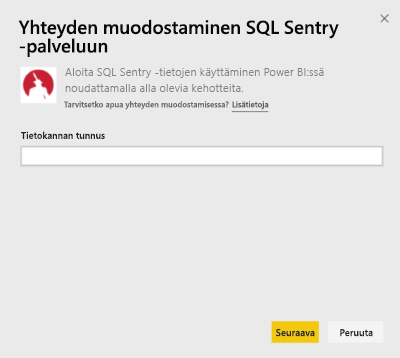 Yhteyden muodostaminen SQL Sentry
-palveluun
Aloita SQL Sentry -tietojen käyttäminen Power BI:ssä
noudattamalla alla olevia kehotteita.
Tarvitsetko apua yhteyden muodostamisessa? Lisätietoja
Tietokannan tunnus
Seuraava Peruuta